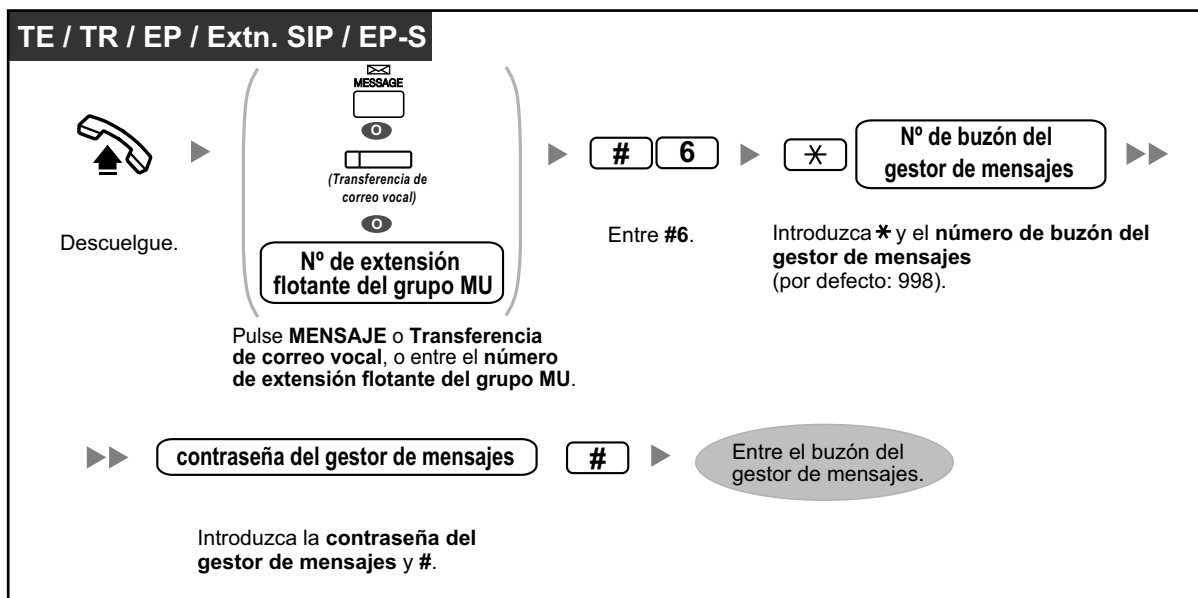 TE / TR / EP / Extn. SIP / EP-S
MESSAGE
O
(Transferencia de
correo vocal)
O
Nº de extensión
flotante del grupo MU
# 6
* Nº de buzón del
gestor de mensajes
Descuelgue.
Pulse MENSAJE o Transferencia
de correo vocal, o entre el número
de extensión flotante del grupo MU.
Entre #6.
Introduzca * y el número de buzón del
gestor de mensajes
(por defecto: 998).
contraseña del gestor de mensajes #
Entre el buzón del
gestor de mensajes.
Introduzca la contraseña del
gestor de mensajes y #.